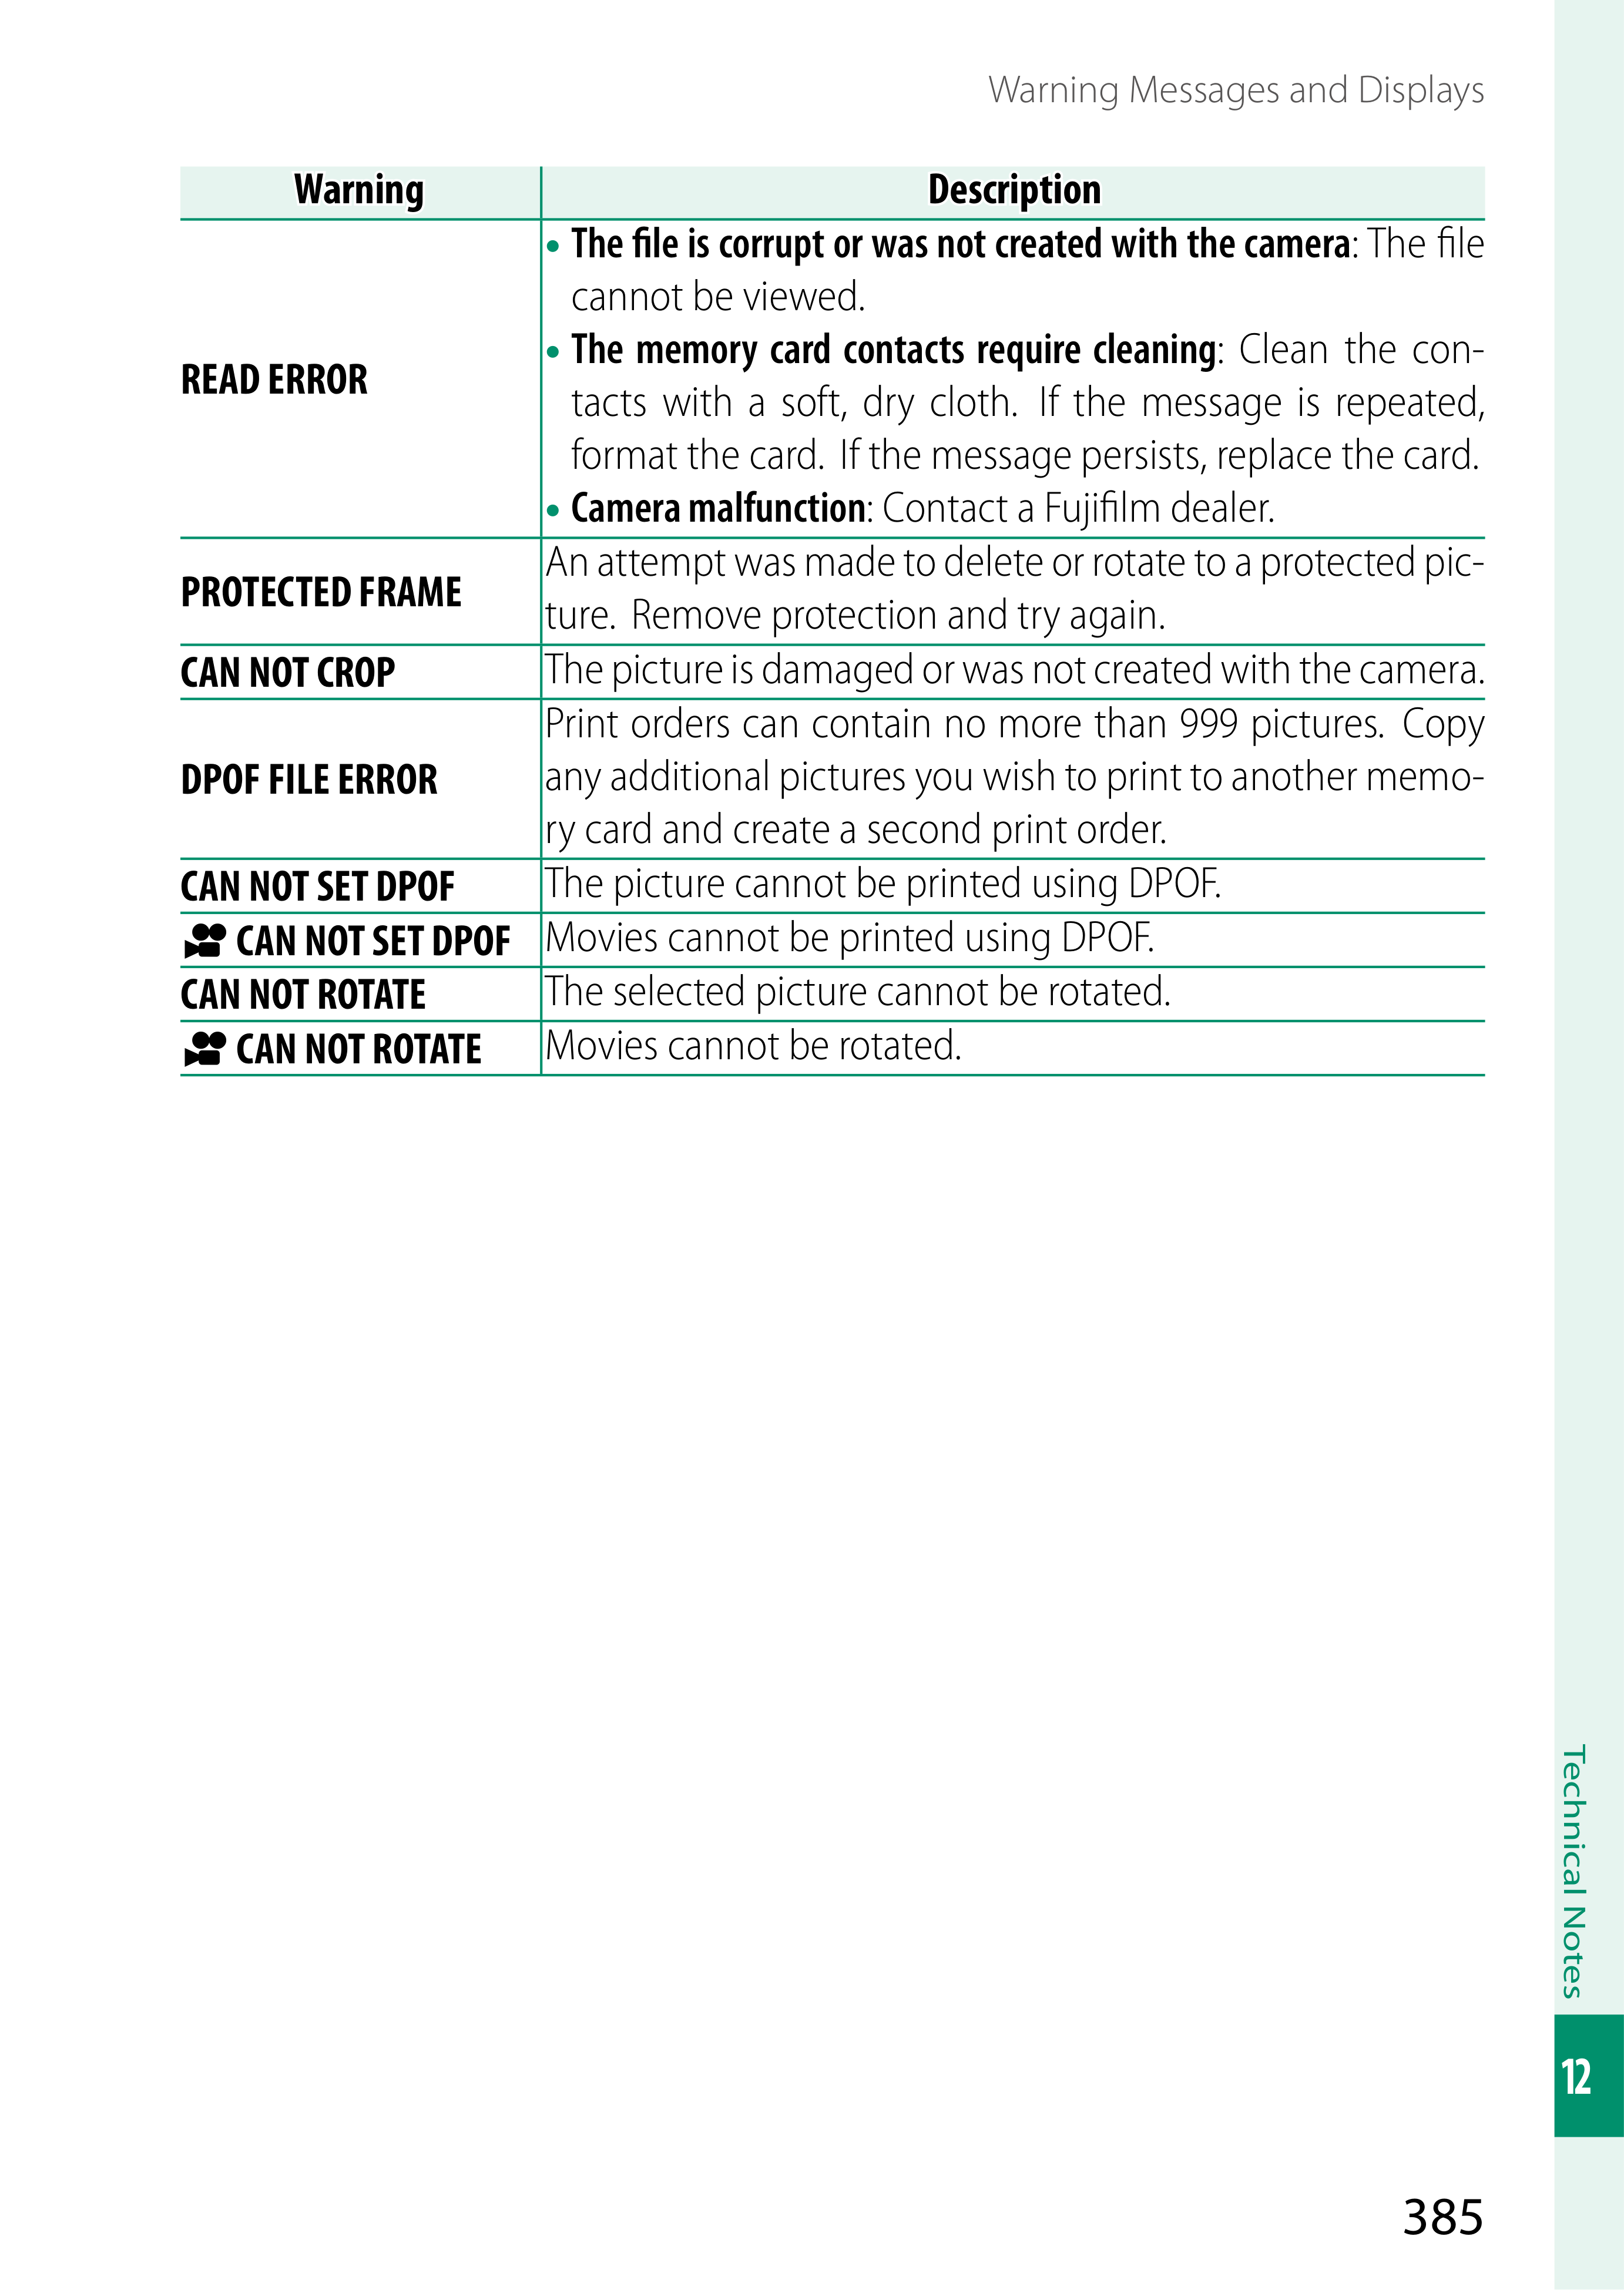 Warning Messages and Displays
Warning Description
READ ERROR
• The file is corrupt or was not created with the camera: The file
cannot be viewed.
• The memory card contacts require cleaning: Clean the con-
tacts with a soft, dry cloth. If the message is repeated,
format the card. If the message persists, replace the card.
• Camera malfunction: Contact a Fujifilm dealer.
PROTECTED FRAME
An attempt was made to delete or rotate to a protected pic-
ture. Remove protection and try again.
CAN NOT CROP The picture is damaged or was not created with the camera.
DPOF FILE ERROR
Print orders can contain no more than 999 pictures. Copy
any additional pictures you wish to print to another memo-
ry card and create a second print order.
CAN NOT SET DPOF The picture cannot be printed using DPOF.
CAN NOT SET DPOF Movies cannot be printed using DPOF.
CAN NOT ROTATE The selected picture cannot be rotated.
CAN NOT ROTATE Movies cannot be rotated.
Technical Notes
12
385